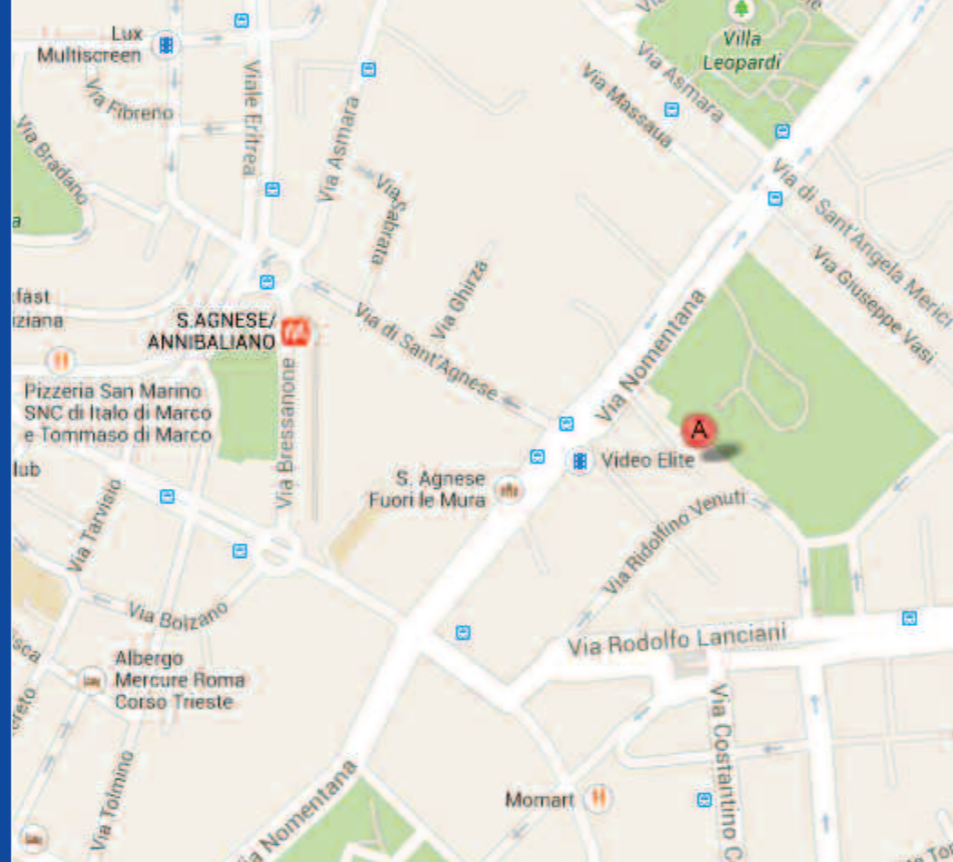 Lux
Multiscreen
Via Fibreno
Via Bradano
Viale Eritrea
Via Asmara
Via
Villa
Leopardi
Via Asmara
Via Massaua
Via Sabrata
Via Ghirza
Via di Sant'Angela Merici
Via Giuseppe Vasi
S.AGNESE/
ANNIBALIANO
Via di Sant'Agnese
Via Nomentana
Pizzeria San Marino
SNC di Italo di Marco
e Tommaso di Marco
Via Bressanone
A
Video Elite
S. Agnese
Fuori le Mura
Via Ridolfino Venuti
Via Tarvisio
Via Bolzano
Via Rodolfo Lanciani
Albergo
Mercure Roma
Corso Trieste
Via Tolmino
Via Costantino C
Momart
ia Nomentana